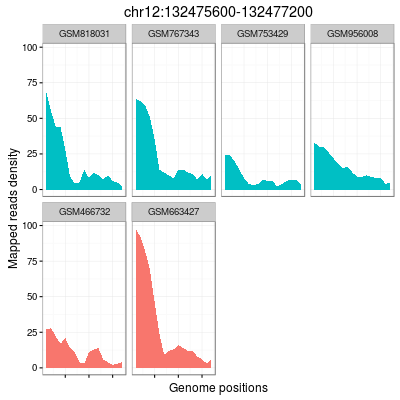 chr12:132475600-132477200
GSM818031 GSM767343 GSM753429 GSM956008
100
75
50
25
0
GSM466732 GSM663427
100
75
50
25
0
Mapped reads density
Genome positions